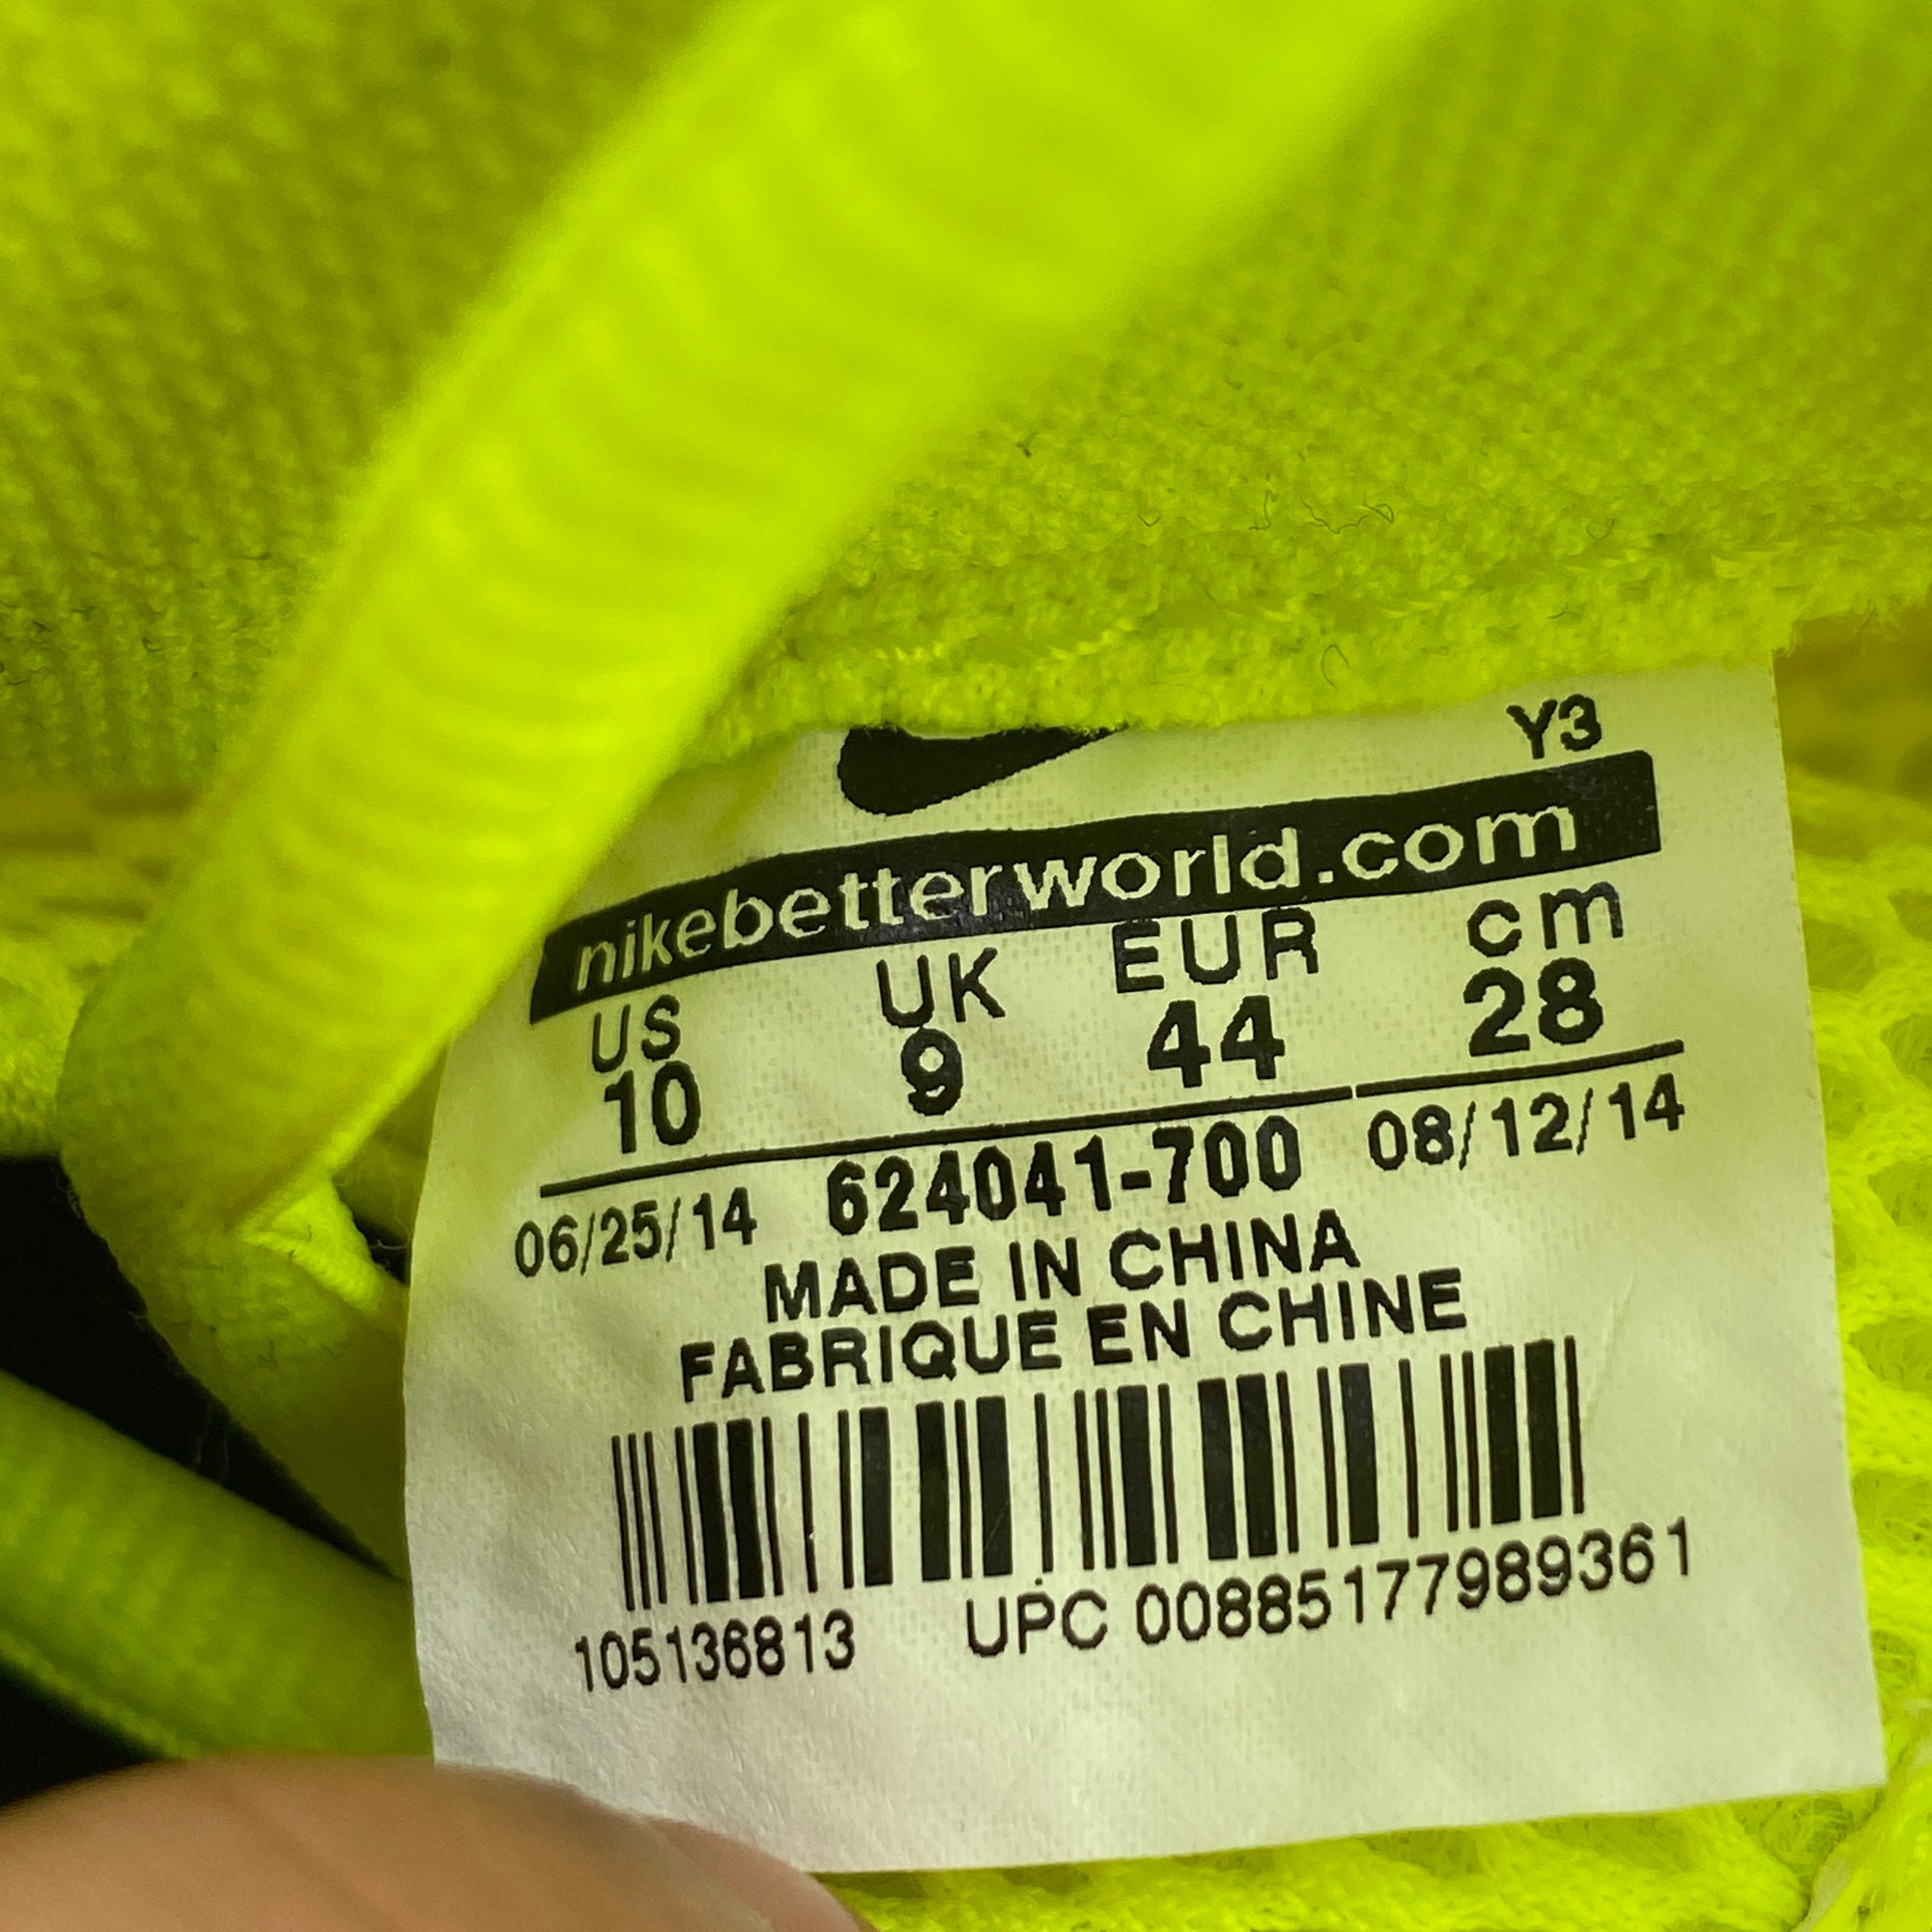 Y3
nikebetterworld.com
US UK EUR cm
10 9 44 28
06/25/14 624041-700 08/12/14
MADE IN CHINA
FABRIQUE EN CHINE
105136813 UPC 00885177989361